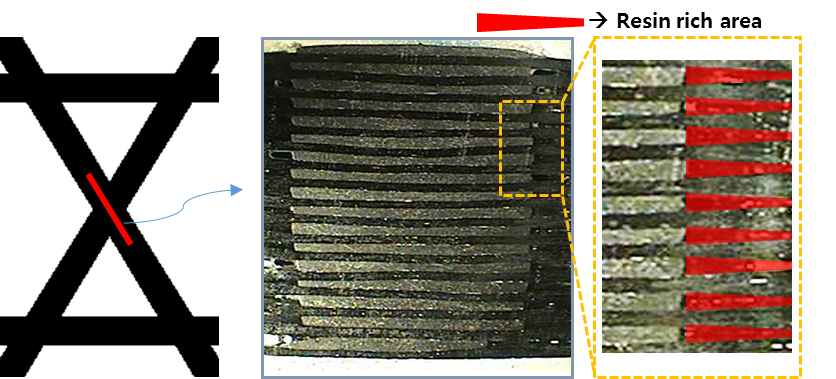 → Resin rich area